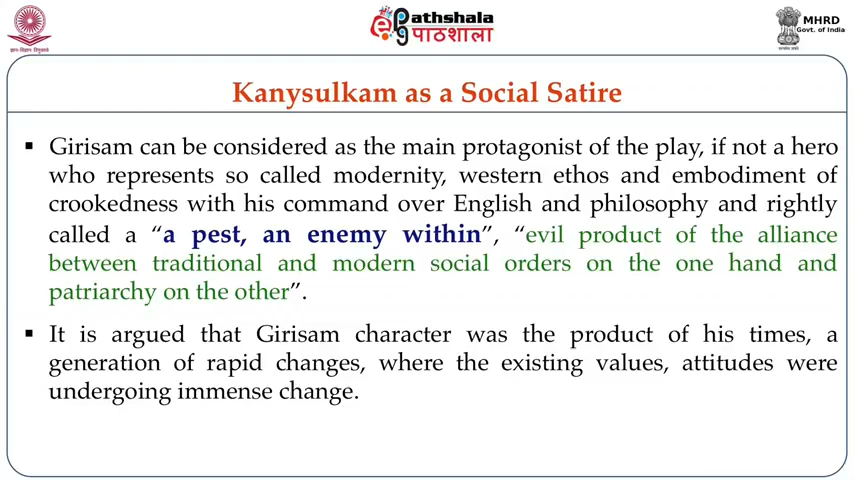 ePathshala
पाठशाला
MHRD
Govt. of India
Kanysulkam as a Social Satire
▪ Girisam can be considered as the main protagonist of the play, if not a hero
who represents so called modernity, western ethos and embodiment of
crookedness with his command over English and philosophy and rightly
called a “a pest, an enemy within”, “evil product of the alliance
between traditional and modern social orders on the one hand and
patriarchy on the other”.
▪ It is argued that Girisam character was the product of his times, a
generation of rapid changes, where the existing values, attitudes were
undergoing immense change.